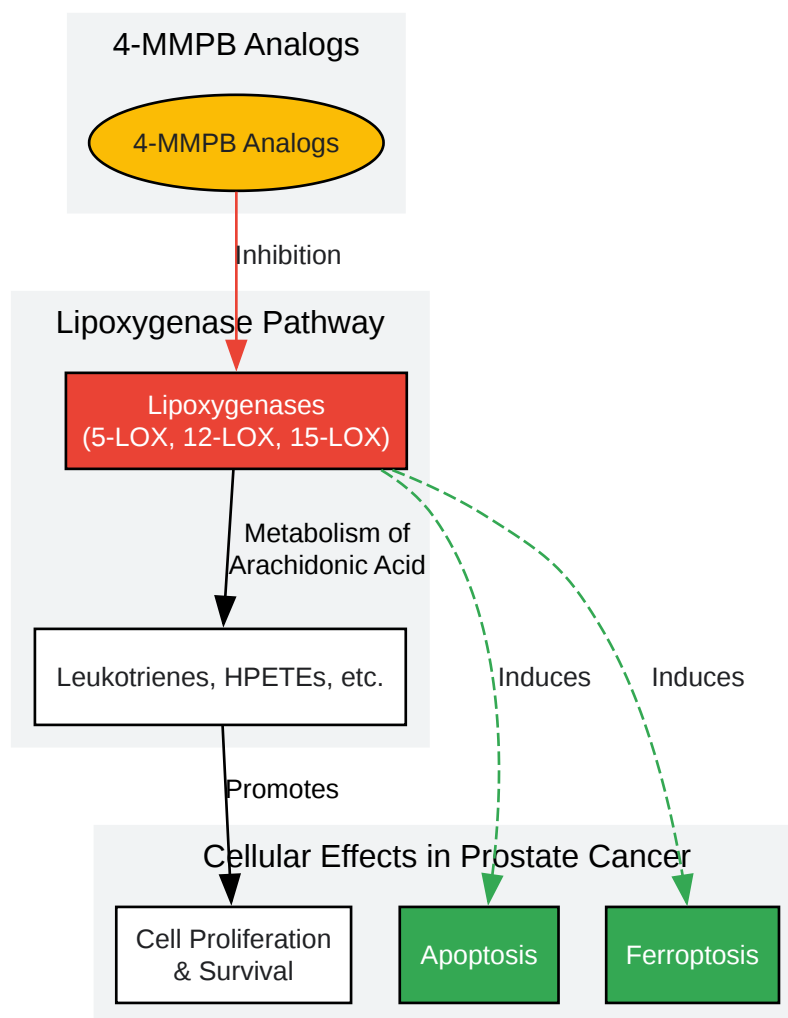 4-MMPB Analogs
4-MMPB Analogs
Inhibition
Lipoxygenase Pathway
Lipoxygenases
(5-LOX, 12-LOX, 15-LOX)
Metabolism of
Arachidonic Acid
Leukotrienes, HPETEs, etc.
Induces
Induces
Promotes
Cellular Effects in Prostate Cancer
Cell Proliferation
& Survival
Apoptosis
Ferroptosis